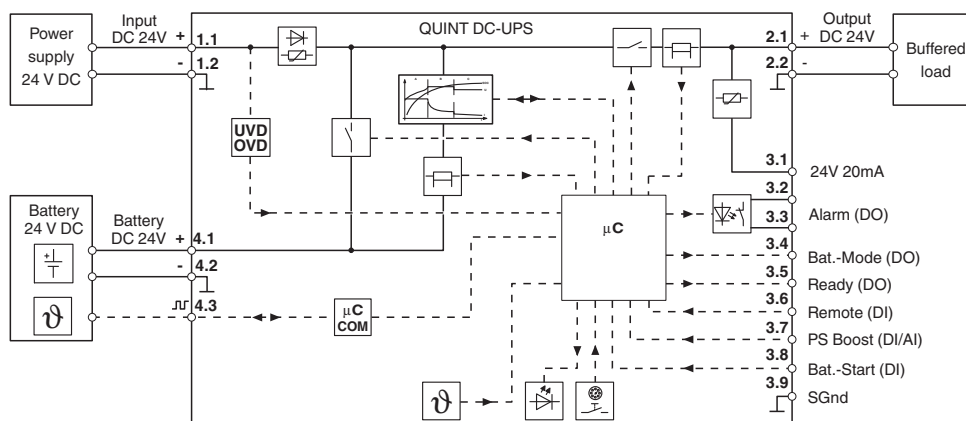 QUINT DC-UPS
Power
supply
24 V DC
Input
DC 24V
+
1.1
-
1.2
UVD
OVD
Battery
24 V DC
+
ϑ
Battery
DC 24V
+
4.1
-
4.2
4.3
µC
COM
ϑ
µC
2.1
+
Output
DC 24V
2.2
-
Buffered
load
3.1
24V 20mA
3.2
3.3
Alarm (DO)
3.4
Bat.-Mode (DO)
3.5
Ready (DO)
3.6
Remote (DI)
3.7
PS Boost (DI/AI)
3.8
Bat.-Start (DI)
3.9
SGnd